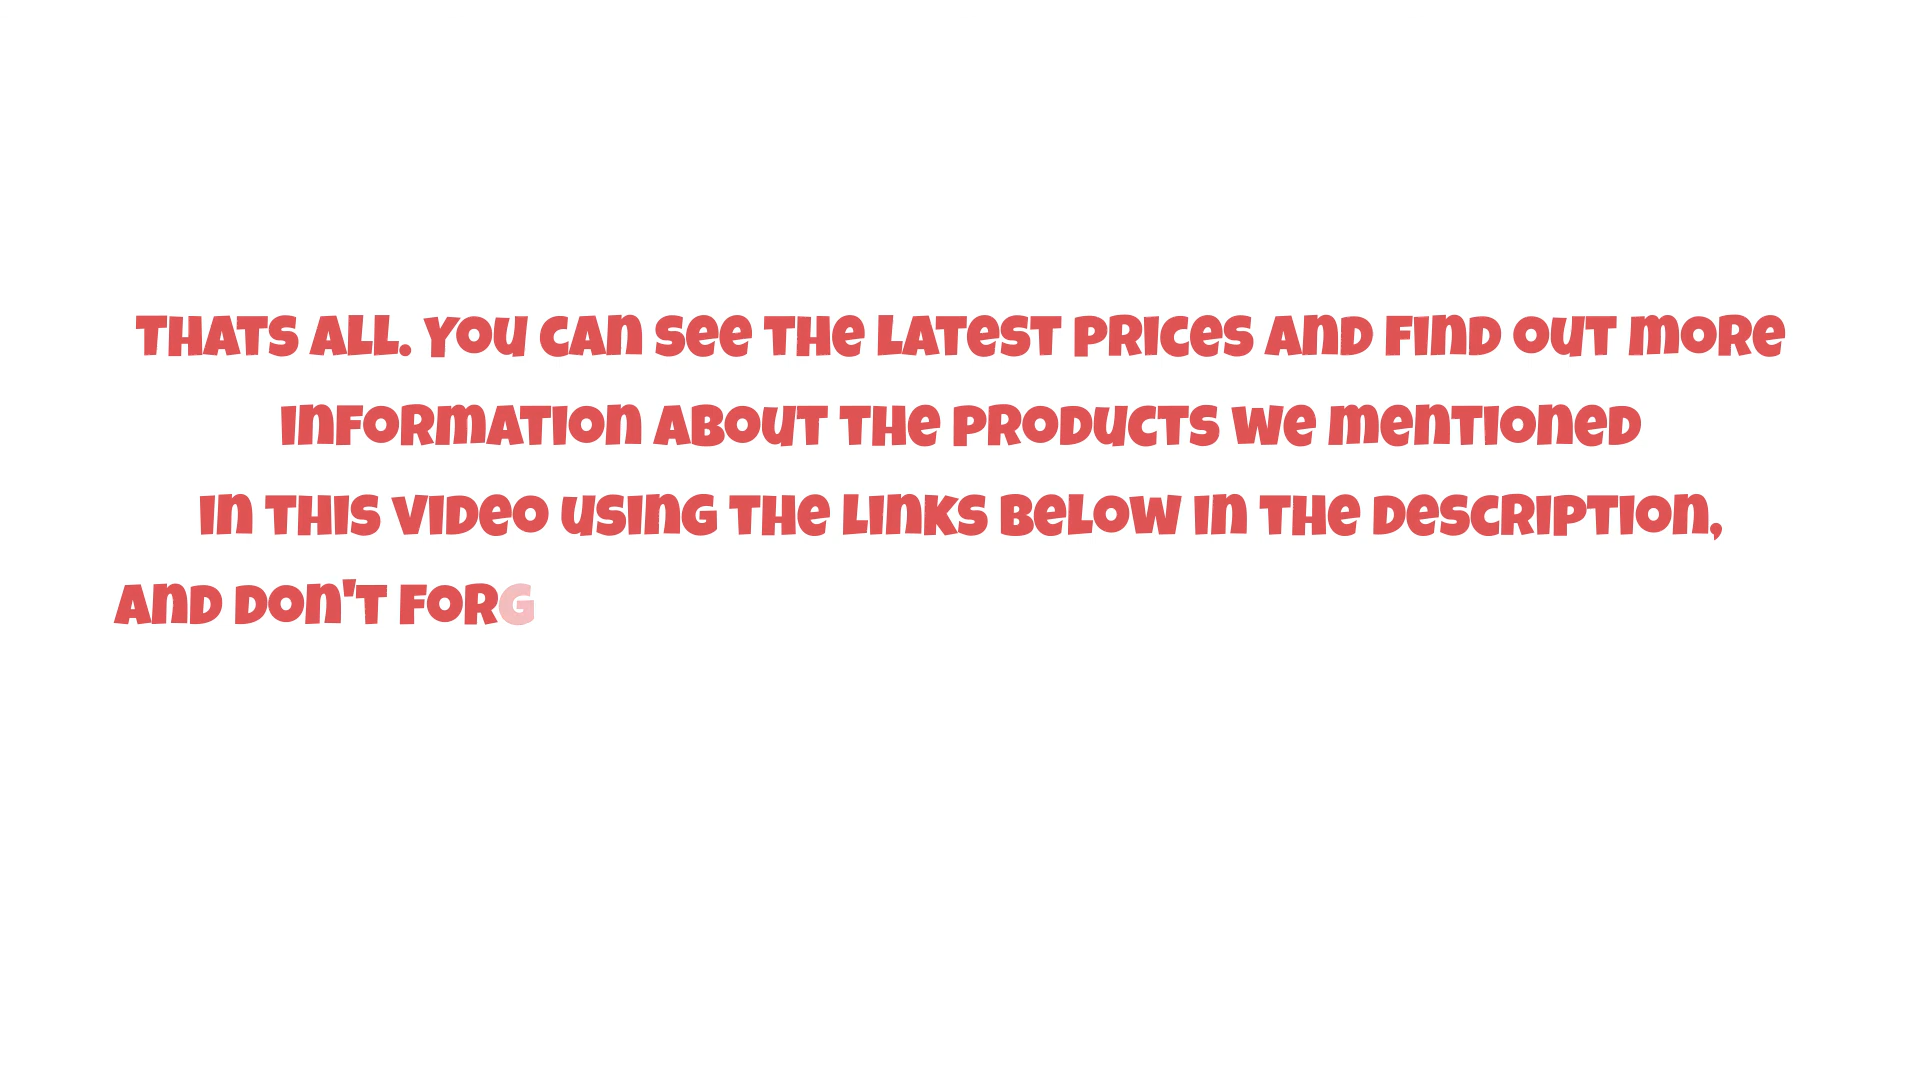 THATS ALL. YOU CAN SEE THE LATEST PRICES AND FIND OUT MORE
INFORMATION ABOUT THE PRODUCTS WE MENTIONED
IN THIS VIDEO USING THE LINKS BELOW IN THE DESCRIPTION,
AND DON'T FORG